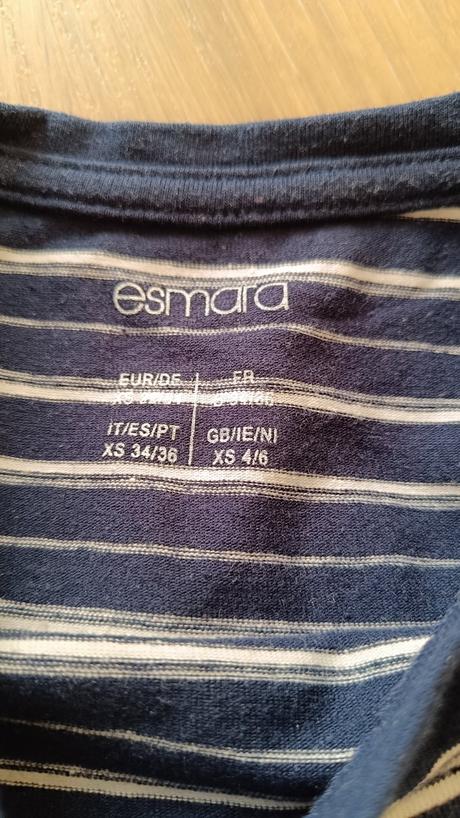 esmara
EUR/DE
FR
IT/ES/PT
XS 34/36
GB/IE/NI
XS 4/6